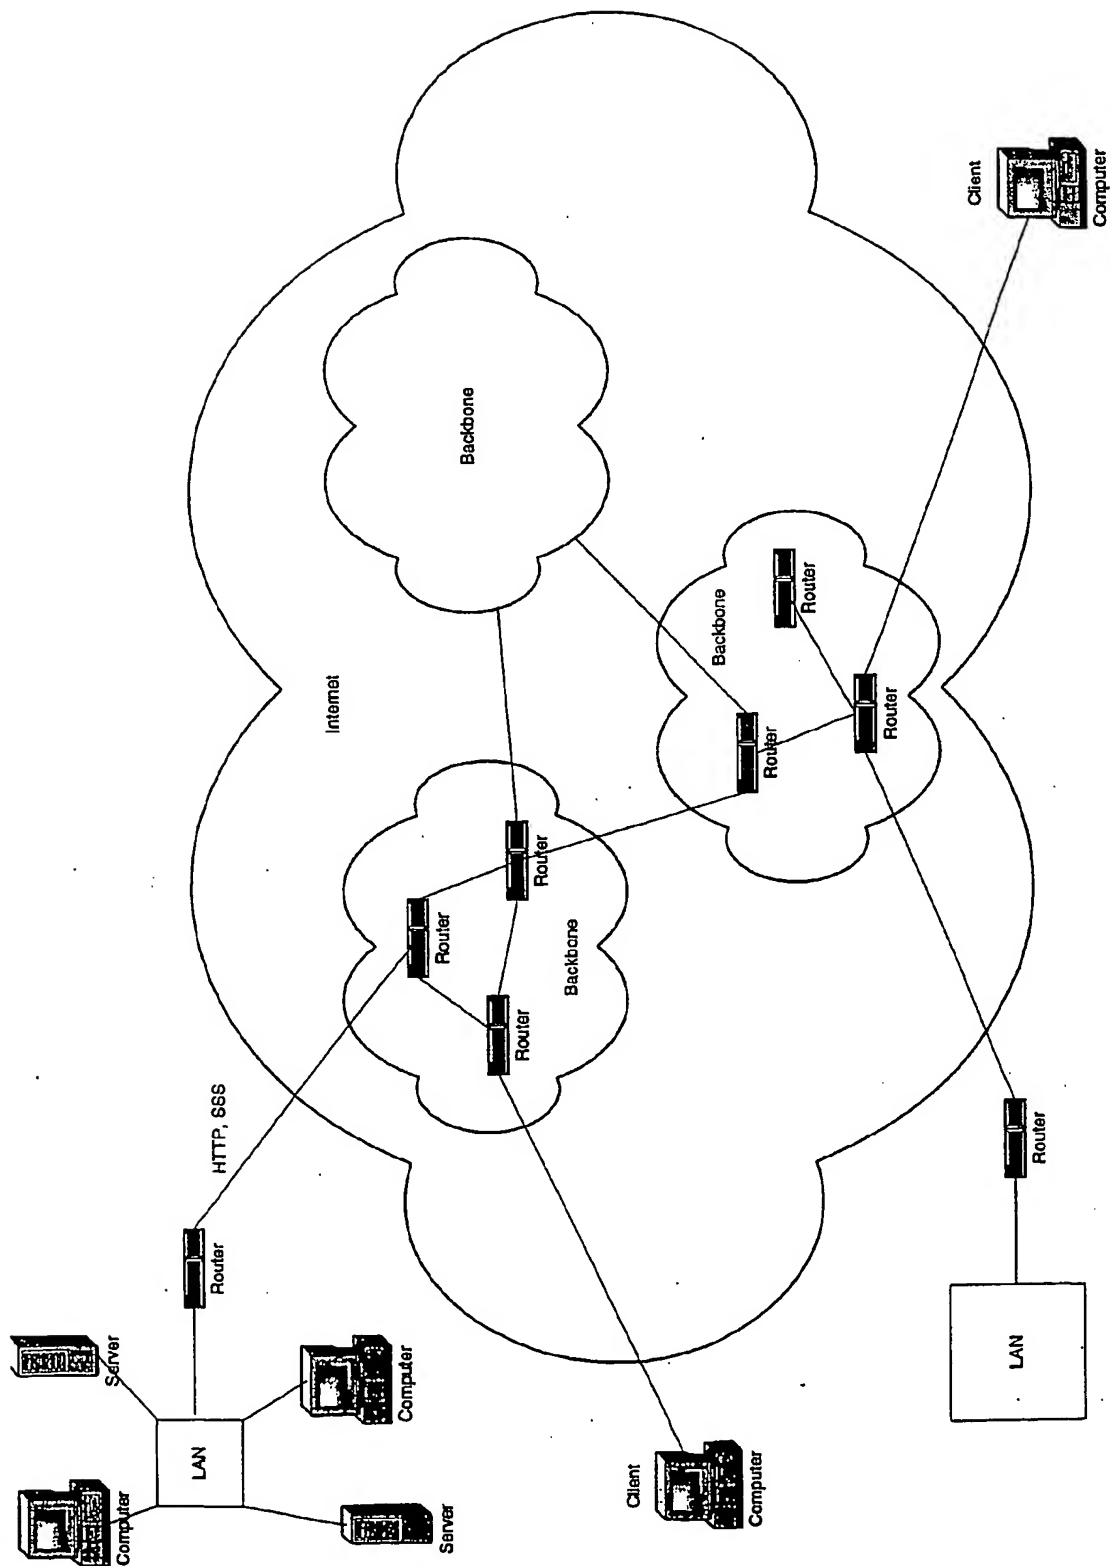 Server
Computer
LAN
Router
HTTP, SSS
Internet
Computer
Server
Router
Backbone
Router
Router
Backbone
Client
Computer
Backbone
Router
Router
Router
Client
Computer
LAN
Router